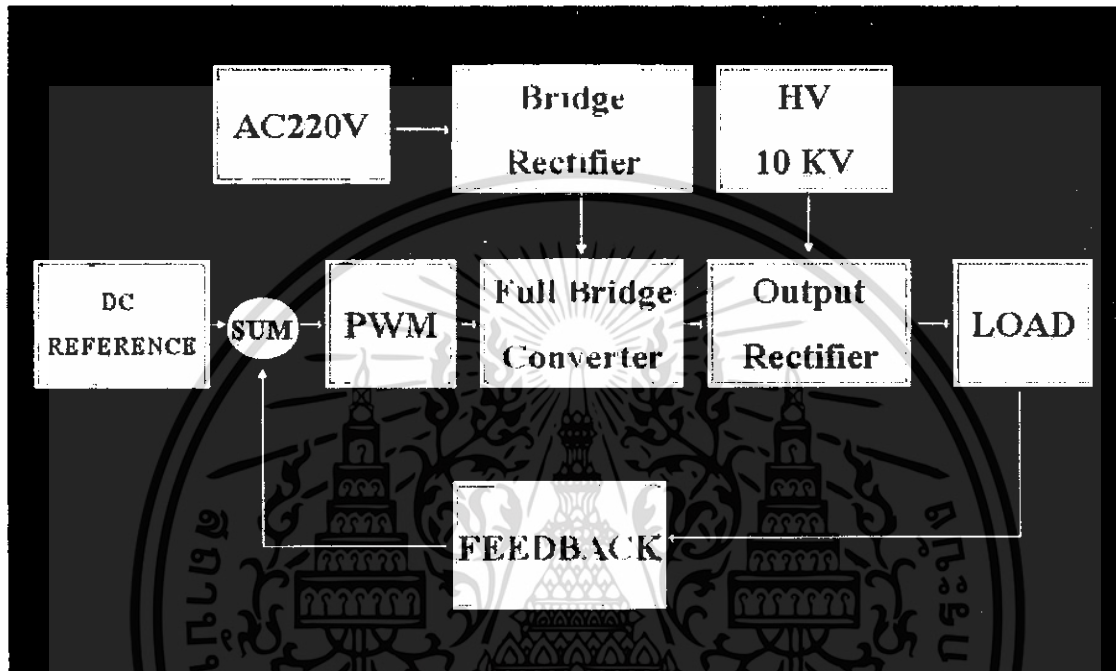 AC220V
Bridge
Rectifier
HV
10 KV
DC
REFERENCE
SUM
PWM
Full Bridge
Converter
Output
Rectifier
LOAD
FEEDBACK